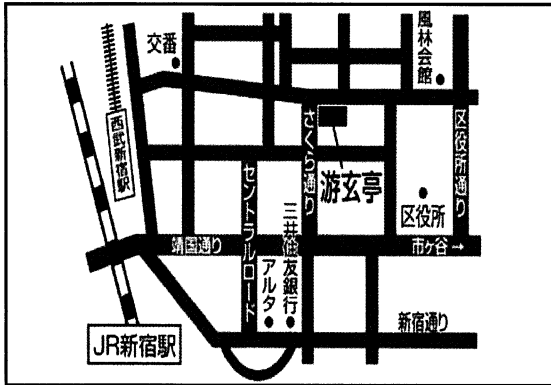 交番
風林会館
西武新宿駅
さくら通り
区役所通り
游玄亭
セントラルロード
三井住友銀行
区役所
靖国通り
市ヶ谷→
アルタ
新宿通り
JR新宿駅